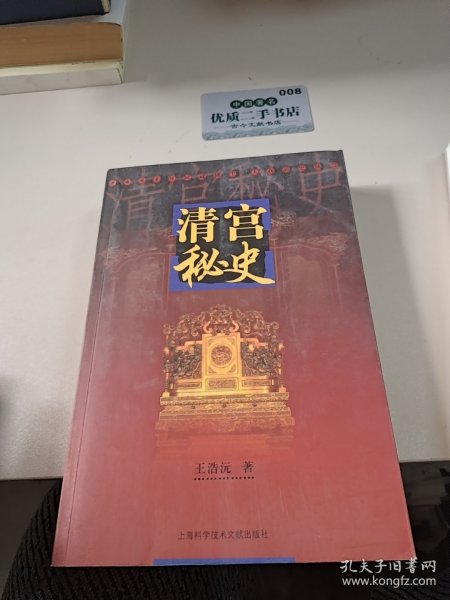 008
中国著名
优质二手书店
古今文献书店
清宫秘史
清宫
秘史
王浩沅 著
上海科学技术文献出版社
孔夫子旧书网
www.kongfz.com